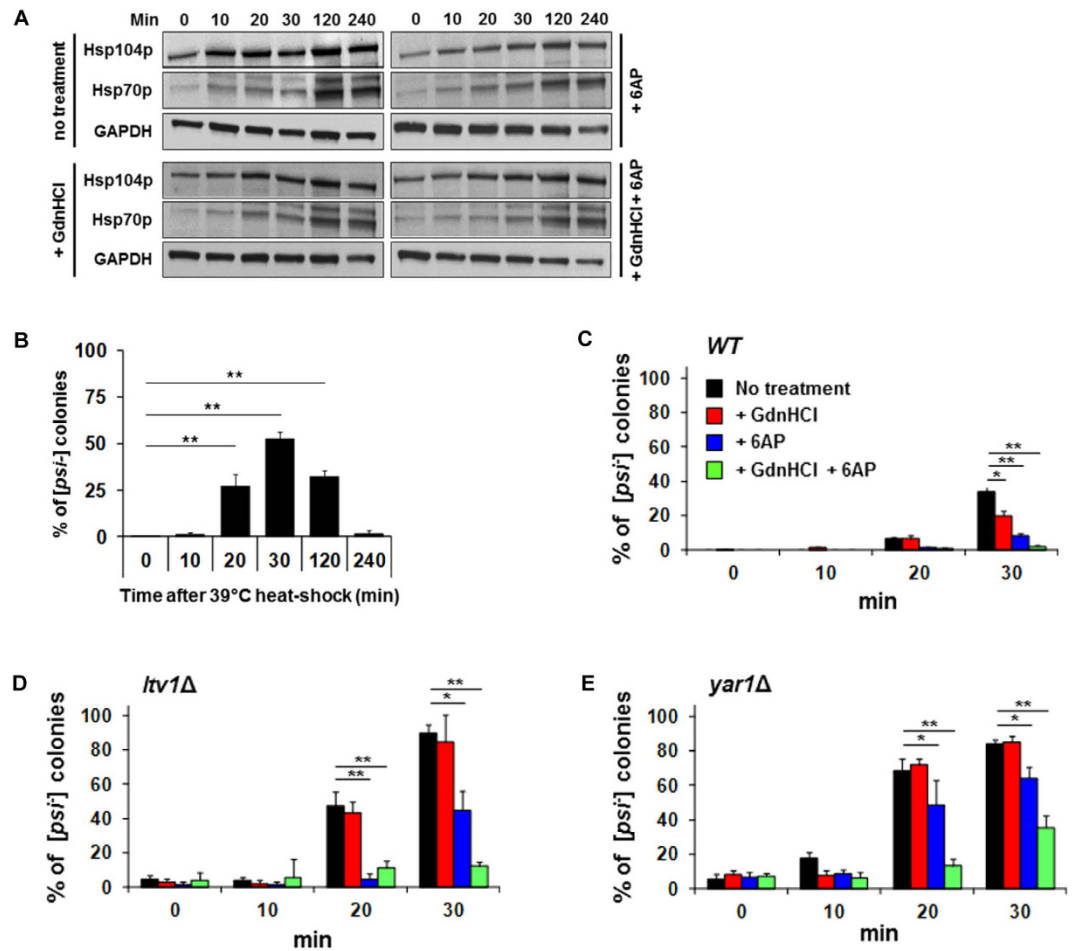 A
Min 0 10 20 30 120 240 0 10 20 30 120 240
no treatment
Hsp104p
Hsp70p
GAPDH
+ 6AP
+ GdnHCl
Hsp104p
Hsp70p
GAPDH
+ GdnHCl + 6AP
B
% of [psi-] colonies
100
75
50
25
0
** 
**
**
0 10 20 30 120 240
Time after 39°C heat-shock (min)
C
WT
% of [psi-] colonies
100
80
60
40
20
0
No treatment
+ GdnHCl
+ 6AP
+ GdnHCl + 6AP
**
**
*
0 10 20 30
min
D
ltv1Δ
% of [psi-] colonies
100
80
60
40
20
0
**
**
**
*
0 10 20 30
min
E
yar1Δ
% of [psi-] colonies
100
80
60
40
20
0
**
*
**
*
0 10 20 30
min